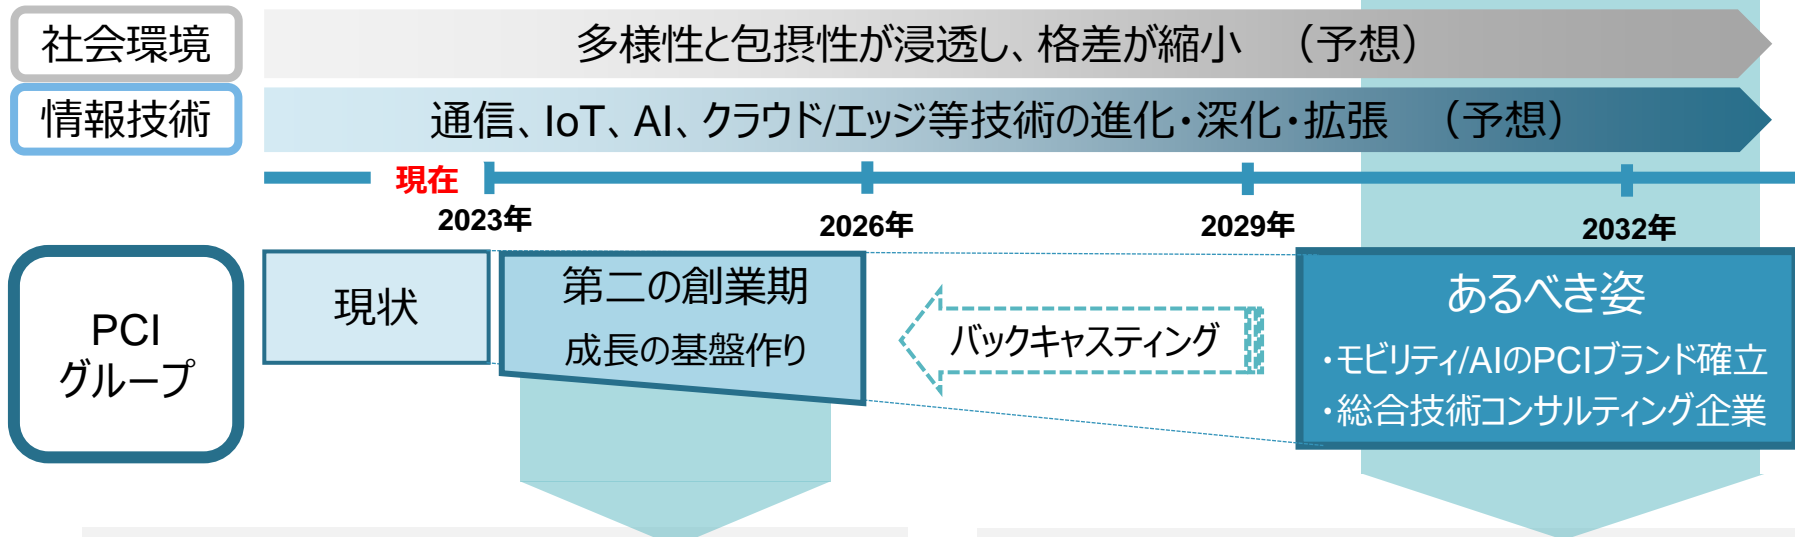 社会環境
多様性と包摂性が浸透し、格差が縮小 （予想）
情報技術
通信、IoT、AI、クラウド/エッジ等技術の進化・深化・拡張 （予想）
現在
2023年
2026年
2029年
2032年
PCI
グループ
現状
第二の創業期
成長の基盤作り
バックキャスティング
あるべき姿
・モビリティ/AIのPCIブランド確立
・総合技術コンサルティング企業